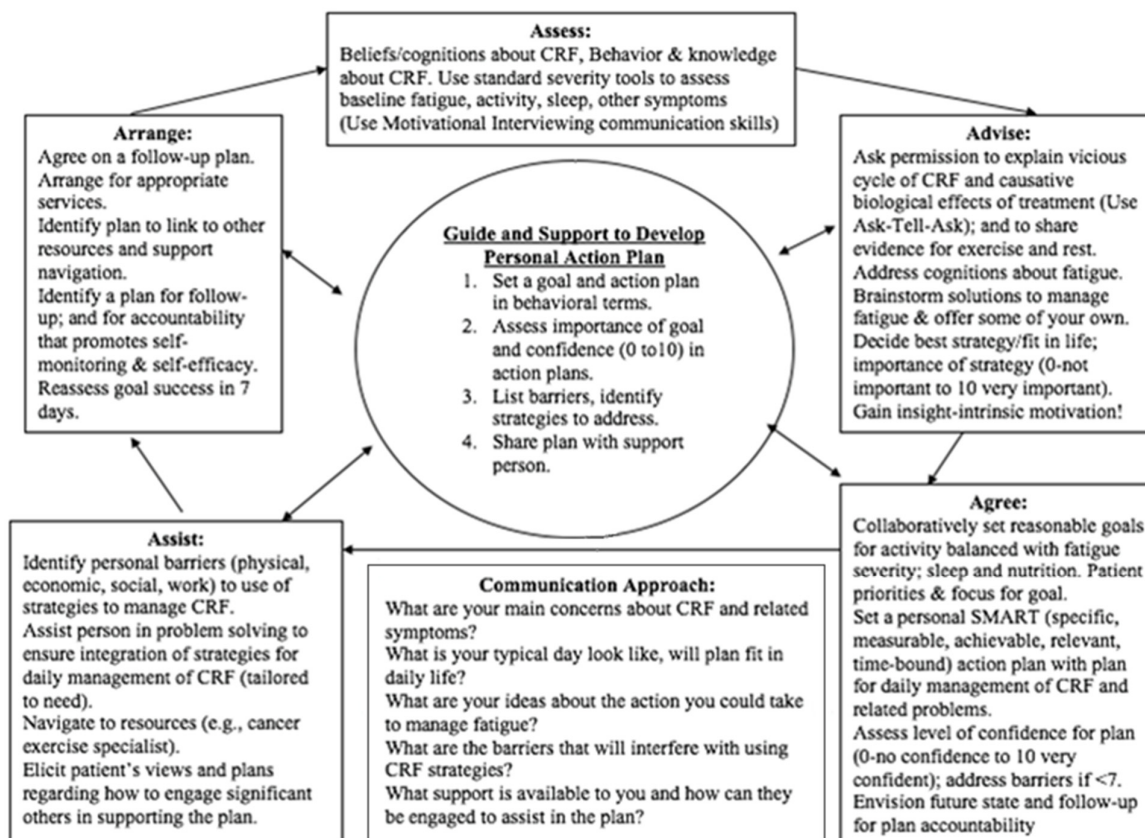 Assess:
Beliefs/cognitions about CRF, Behavior & knowledge
about CRF. Use standard severity tools to assess
baseline fatigue, activity, sleep, other symptoms
(Use Motivational Interviewing communication skills)
Arrange:
Agree on a follow-up plan.
Arrange for appropriate
services.
Identify plan to link to other
resources and support
navigation.
Identify a plan for follow-
up; and for accountability
that promotes self-
monitoring & self-efficacy.
Reassess goal success in 7
days.
Guide and Support to Develop
Personal Action Plan
1. Set a goal and action plan
in behavioral terms.
2. Assess importance of goal
and confidence (0 to10) in
action plans.
3. List barriers, identify
strategies to address.
4. Share plan with support
person.
Advise:
Ask permission to explain vicious
cycle of CRF and causative
biological effects of treatment (Use
Ask-Tell-Ask); and to share
evidence for exercise and rest.
Address cognitions about fatigue.
Brainstorm solutions to manage
fatigue & offer some of your own.
Decide best strategy/fit in life;
importance of strategy (0-not
important to 10 very important).
Gain insight-intrinsic motivation!
Assist:
Identify personal barriers (physical,
economic, social, work) to use of
strategies to manage CRF.
Assist person in problem solving to
ensure integration of strategies for
daily management of CRF (tailored
to need).
Navigate to resources (e.g., cancer
exercise specialist).
Elicit patient's views and plans
regarding how to engage significant
others in supporting the plan.
Communication Approach:
What are your main concerns about CRF and related
symptoms?
What is your typical day look like, will plan fit in
daily life?
What are your ideas about the action you could take
to manage fatigue?
What are the barriers that will interfere with using
CRF strategies?
What support is available to you and how can they
be engaged to assist in the plan?
Agree:
Collaboratively set reasonable goals
for activity balanced with fatigue
severity; sleep and nutrition. Patient
priorities & focus for goal.
Set a personal SMART (specific,
measurable, achievable, relevant,
time-bound) action plan with plan
for daily management of CRF and
related problems.
Assess level of confidence for plan
(0-no confidence to 10 very
confident); address barriers if <7.
Envision future state and follow-up
for plan accountability